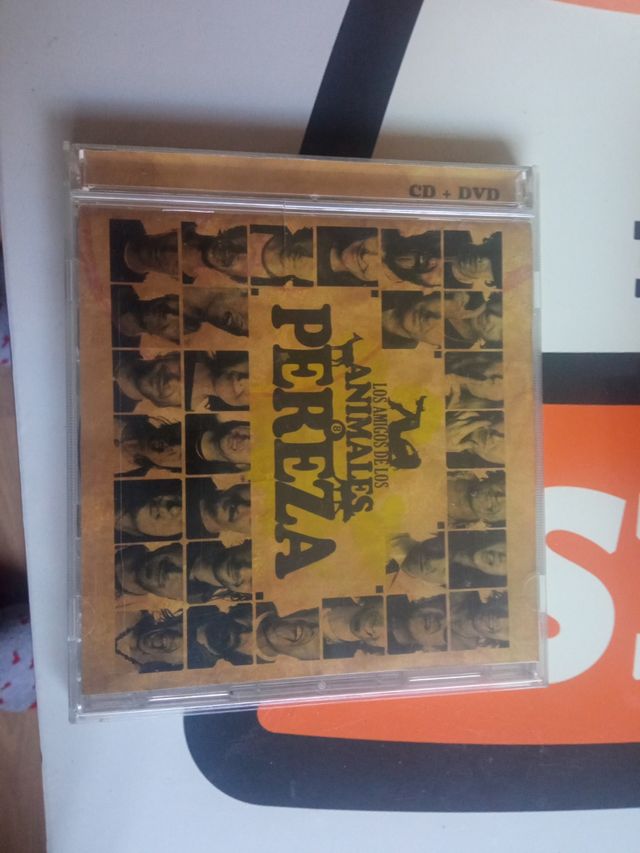 CD + DVD
LOS AMIGOS DE LOS
ANIMALES
PEREZA